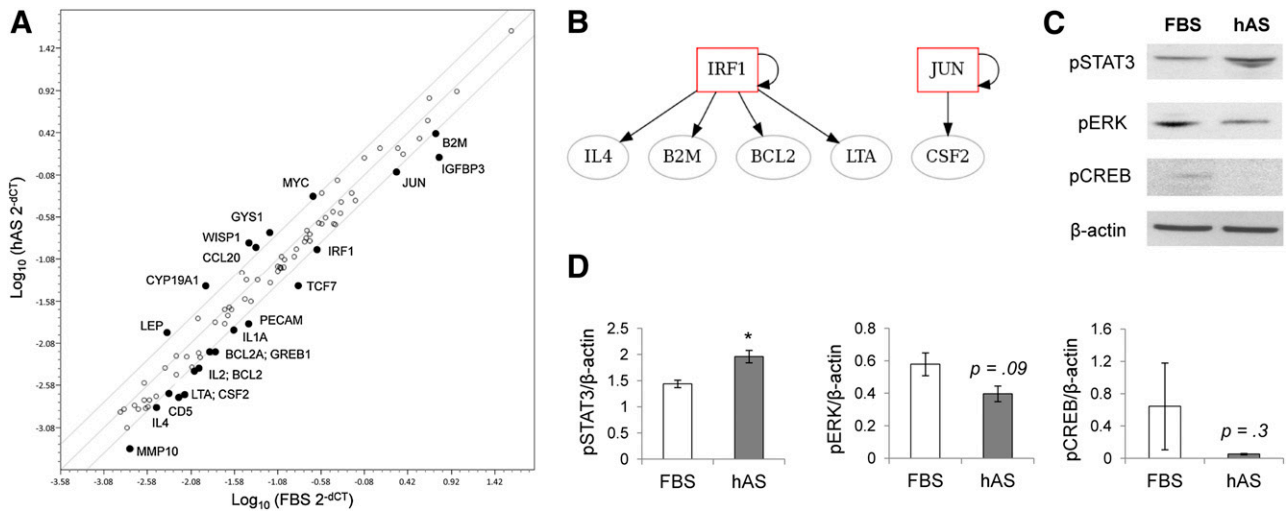 A
Log10 (hAS 2-dCT)
1.42
0.92
0.42
-0.08
-0.58
-1.08
-1.58
-2.08
-2.58
-3.08
B2M
IGFBP3
JUN
MYC
GYS1
WISP1
CCL20
IRF1
CYP19A1
TCF7
LEP
PECAM
IL1A
BCL2A; GREB1
IL2; BCL2
LTA; CSF2
CD5
IL4
MMP10
-3.58 -3.08 -2.58 -2.08 -1.58 -1.08 -0.58 -0.08 0.42 0.92 1.42
Log10 (FBS 2-dCT)
B
IRF1 JUN
IL4 B2M BCL2 LTA CSF2
C
FBS hAS
pSTAT3
pERK
pCREB
β-actin
D
pSTAT3/β-actin
2.5
2
1.5
1
0.5
0
*
FBS hAS
pERK/β-actin
0.8
0.6
0.4
0.2
0
p = .09
FBS hAS
pCREB/β-actin
1.6
1.2
0.8
0.4
0
p = .3
FBS hAS